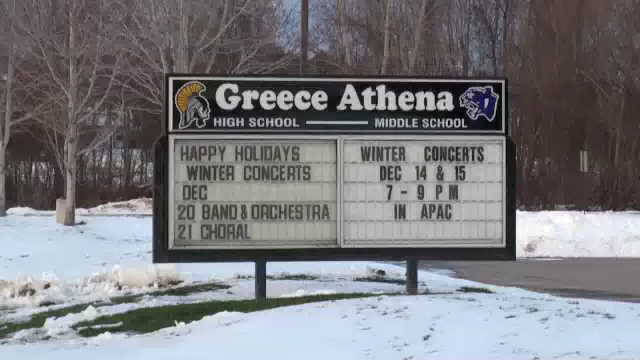 Greece Athena
HIGH SCHOOL MIDDLE SCHOOL
HAPPY HOLIDAYS
WINTER CONCERTS
DEC
20 BAND & ORCHESTRA
21 CHORAL
WINTER CONCERTS
DEC 14 & 15
7 - 9 P M
IN APAC